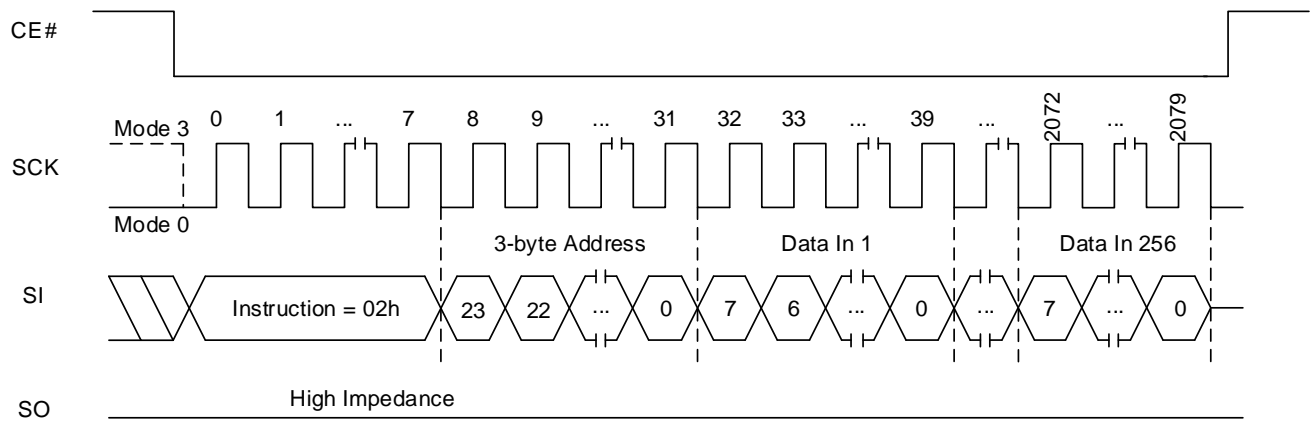 CE#
0 1 ... 7 8 9 ... 31 32 33 ... 39 ... 2072 ... 2079
Mode 3
SCK
Mode 0
3-byte Address Data In 1 Data In 256
SI Instruction = 02h 23 22 ... 0 7 6 ... 0 ... 7 ... 0
High Impedance
SO